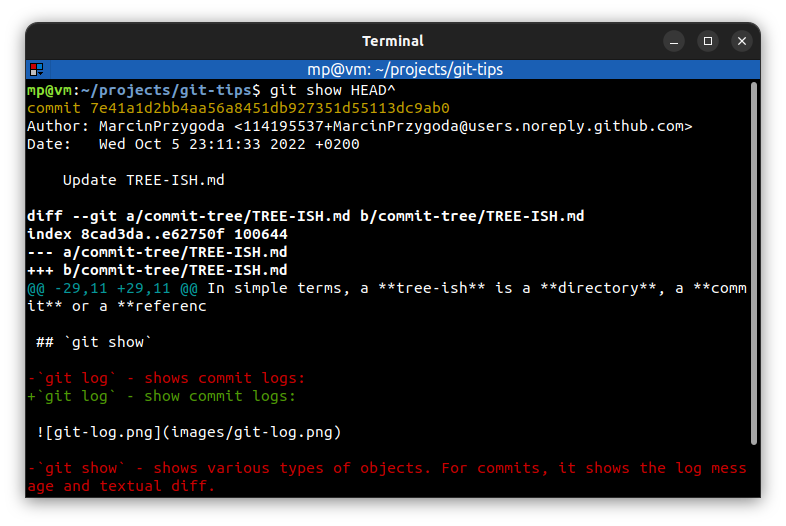 Terminal
mp@vm: ~/projects/git-tips
mp@vm:~/projects/git-tips$ git show HEAD^
commit 7e41a1d2bb4aa56a8451db927351d55113dc9ab0
Author: MarcinPrzygoda <114195537+MarcinPrzygoda@users.noreply.github.com>
Date:   Wed Oct 5 23:11:33 2022 +0200
    Update TREE-ISH.md
diff --git a/commit-tree/TREE-ISH.md b/commit-tree/TREE-ISH.md
index 8cad3da..e62750f 100644
--- a/commit-tree/TREE-ISH.md
+++ b/commit-tree/TREE-ISH.md
@@ -29,11 +29,11 @@ In simple terms, a **tree-ish** is a **directory**, a **comm
it** or a **referenc
 ## `git show`
-`git log` - shows commit logs:
+`git log` - show commit logs:
 ![git-log.png](images/git-log.png)
-`git show` - shows various types of objects. For commits, it shows the log mess
age and textual diff.